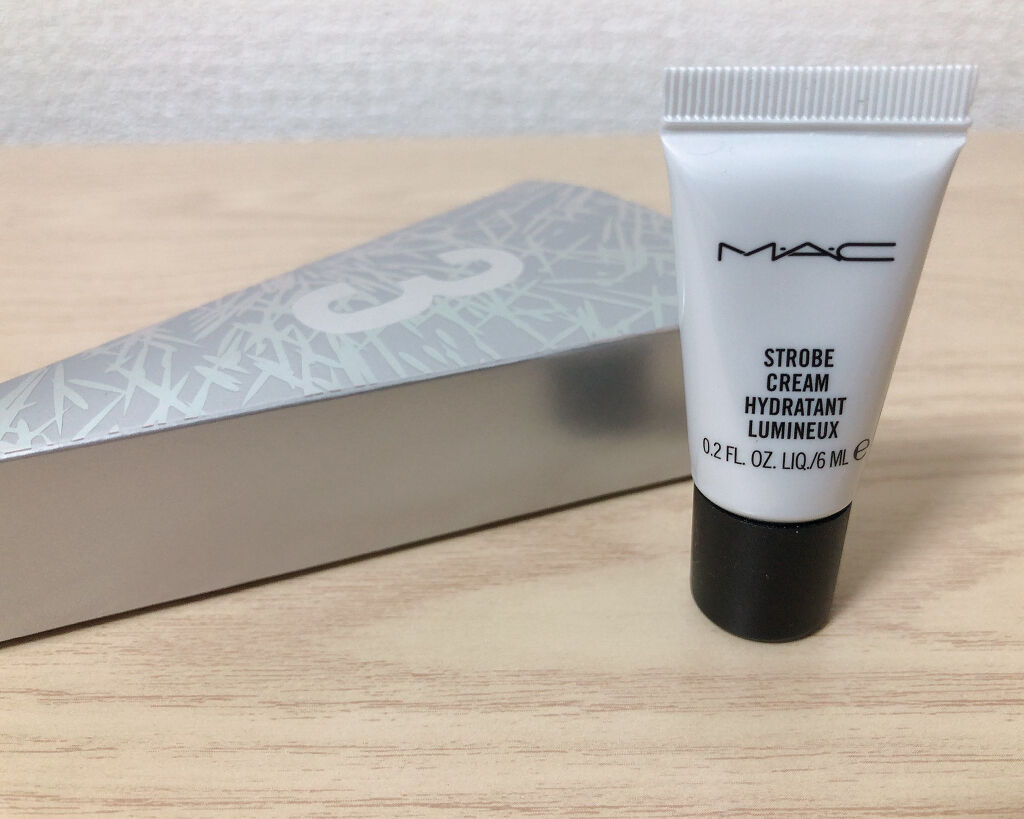 3
M·A·C
STROBE
CREAM
HYDRATANT
LUMINEUX
0.2 FL. OZ. LIQ./6 ML ℮